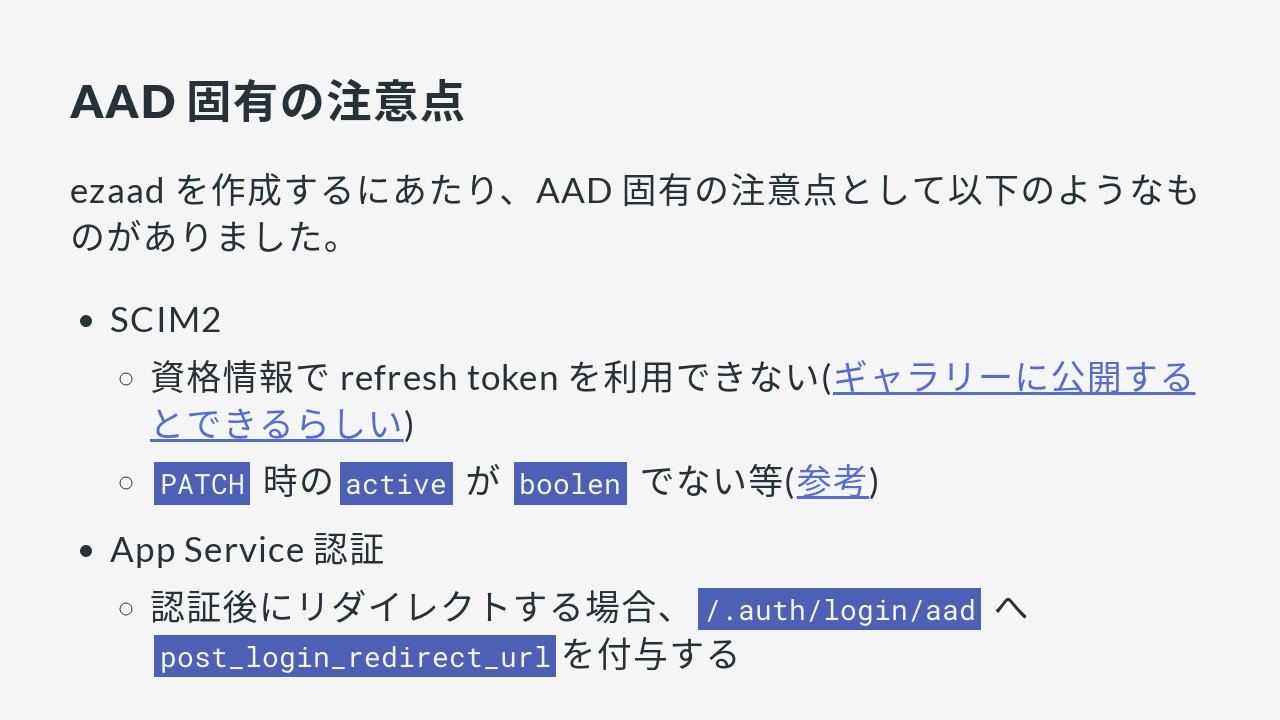 AAD 固有の注意点
ezaad を作成するにあたり、AAD 固有の注意点として以下のようなも
のがありました。
• SCIM2
○ 資格情報で refresh token を利用できない(ギャラリーに公開する
とできるらしい)
○ PATCH 時の active が boolen でない等(参考)
• App Service 認証
○ 認証後にリダイレクトする場合、 /.auth/login/aad へ
post_login_redirect_url を付与する